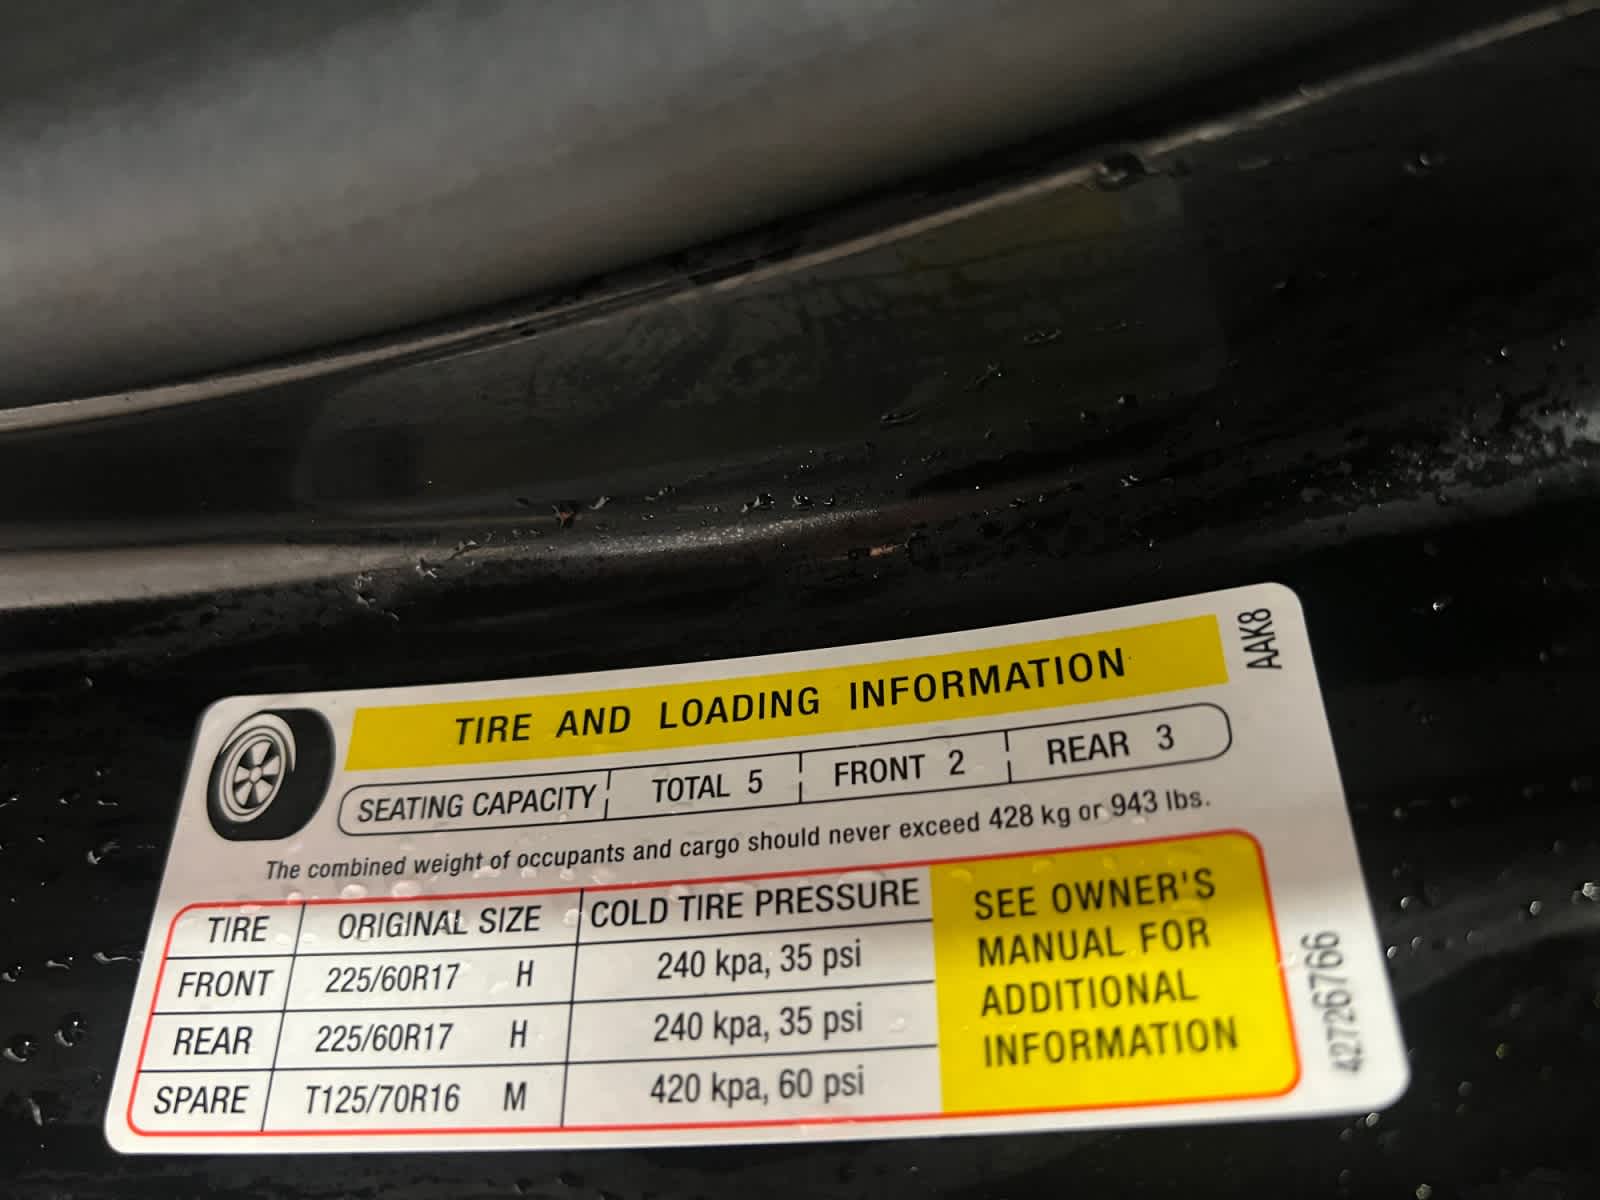 TIRE AND LOADING INFORMATION
AAK8
SEATING CAPACITY TOTAL 5 FRONT 2 REAR 3
The combined weight of occupants and cargo should never exceed 428 kg or 943 lbs.
TIRE ORIGINAL SIZE COLD TIRE PRESSURE
FRONT 225/60R17 H 240 kpa, 35 psi
REAR 225/60R17 H 240 kpa, 35 psi
SPARE T125/70R16 M 420 kpa, 60 psi
SEE OWNER'S
MANUAL FOR
ADDITIONAL
INFORMATION
42726766